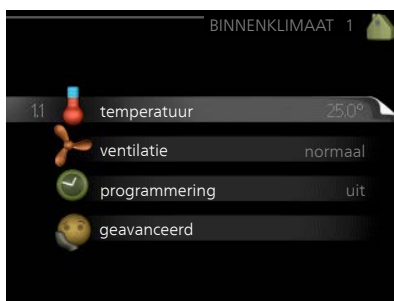 BINNENKLIMAAT 1
1.1 temperatuur 25.0°
ventilatie normaal
programmering uit
geavanceerd